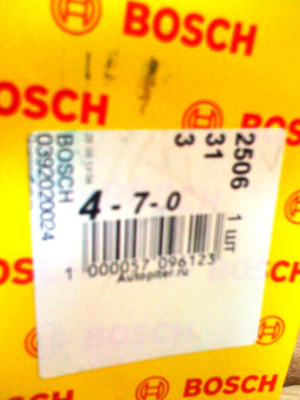 BOSCH
BOSCH
BOSCH
BOSCH
0392020024
2506
31
3
4-7-0
1 шт
1 000057 096123
Autopiter.ru
BOSCH
BOSCH
BOSCH